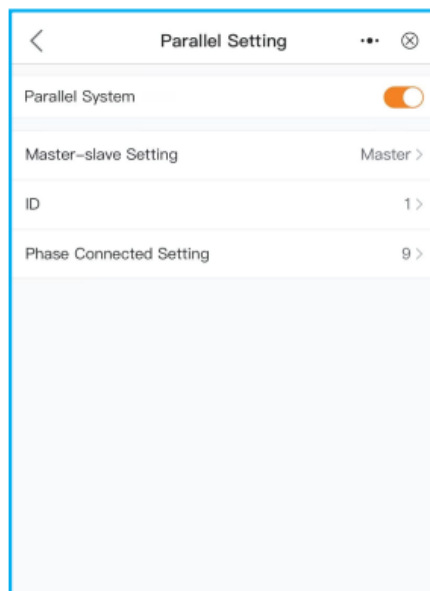 Parallel Setting
Parallel System
Master-slave Setting Master >
ID 1 >
Phase Connected Setting 9 >